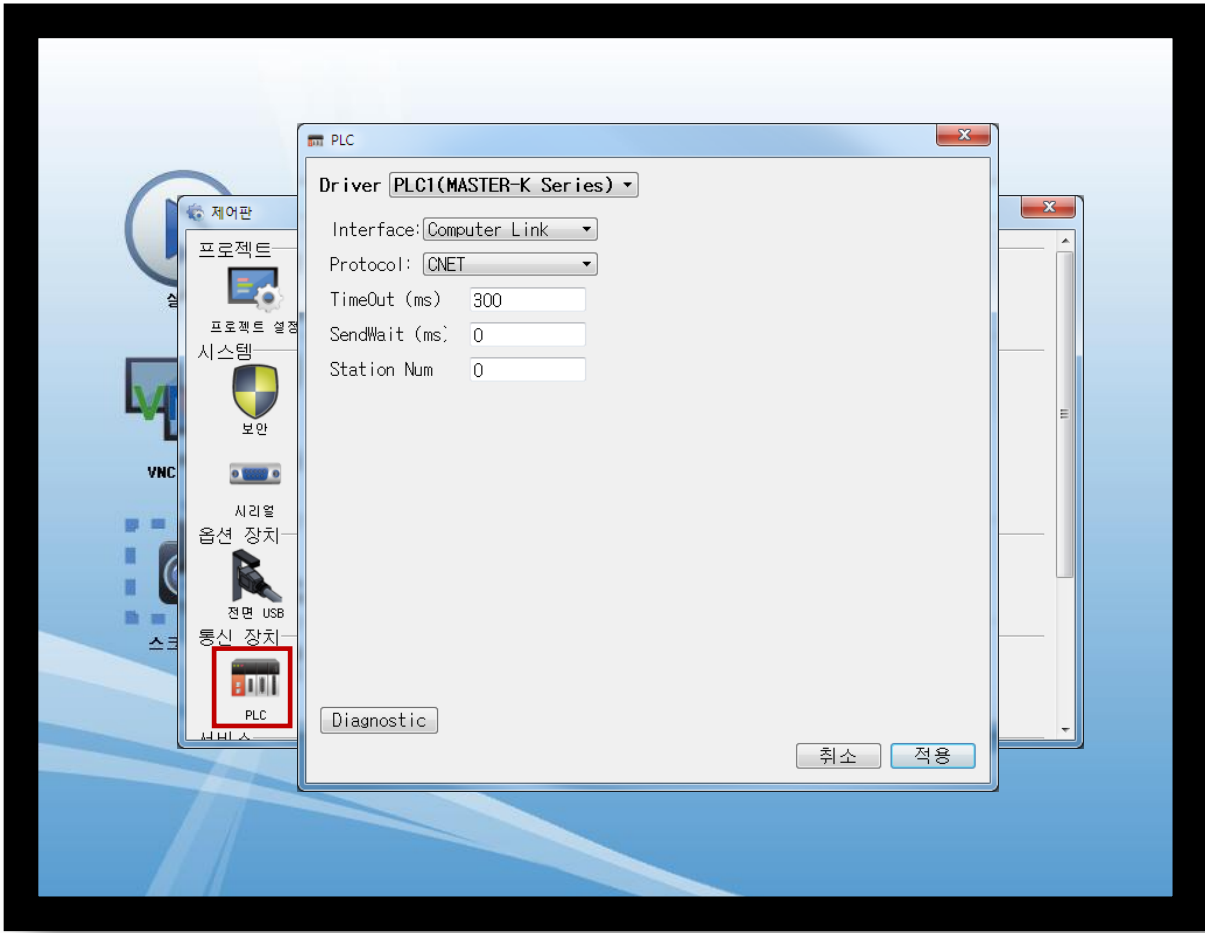 PLC
Driver PLC1(MASTER-K Series)
제어판
Interface: Computer Link
프로젝트
Protocol: CNET
TimeOut (ms) 300
프로젝트 설정
SendWait (ms) 0
시스템
Station Num 0
보안
VNC
시리얼
옵션 장치
전면 USB
통신 장치
PLC
Diagnostic
서비스
취소 적용